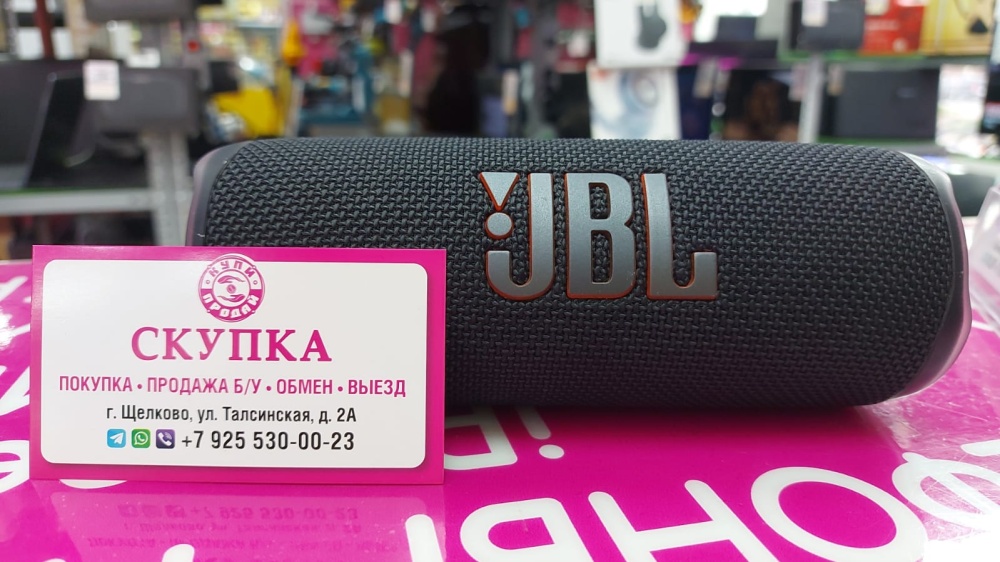 КУПИ
ПРОДАЙ
СКУПКА
ПОКУПКА • ПРОДАЖА Б/У • ОБМЕН • ВЫЕЗД
г. Щелково, ул. Талсинская, д. 2А
+7 925 530-00-23
JBL